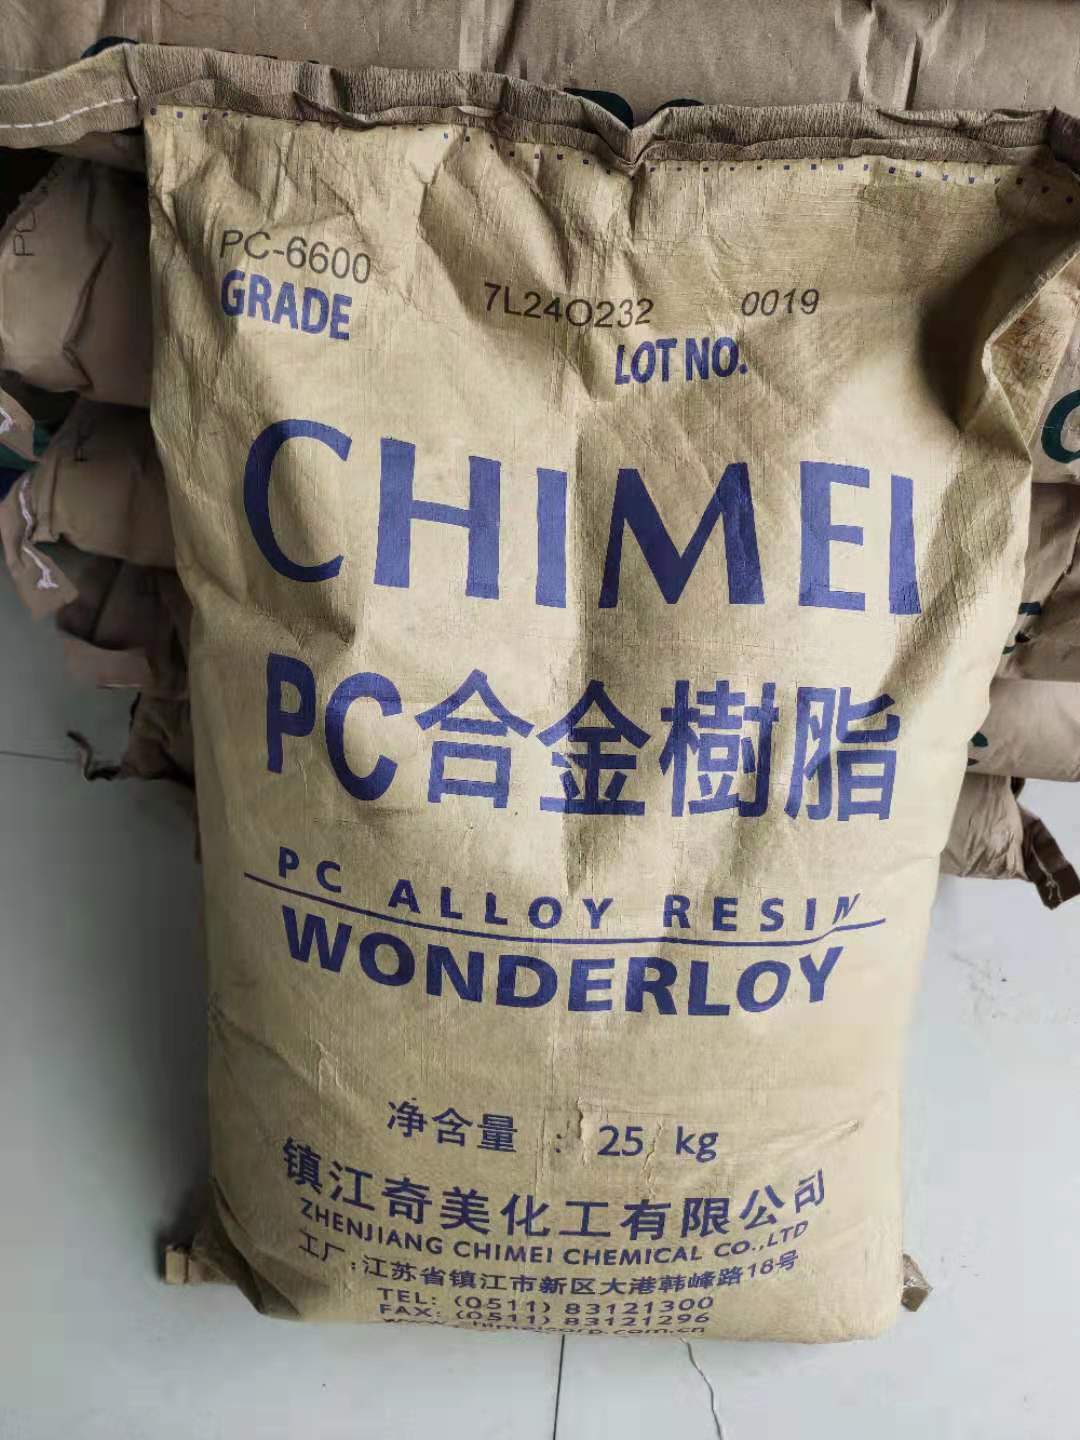 PC-6600
GRADE
7L24O232 0019
LOT NO.
CHIMEI
PC合金樹脂
PC ALLOY RESIN
WONDERLOY
净含量 : 25 kg
镇江奇美化工有限公司
ZHENJIANG CHIMEI CHEMICAL CO.,LTD
工厂:江苏省镇江市新区大港韩峰路18号
TEL: (0511) 83121300
FAX: (0511) 83121296